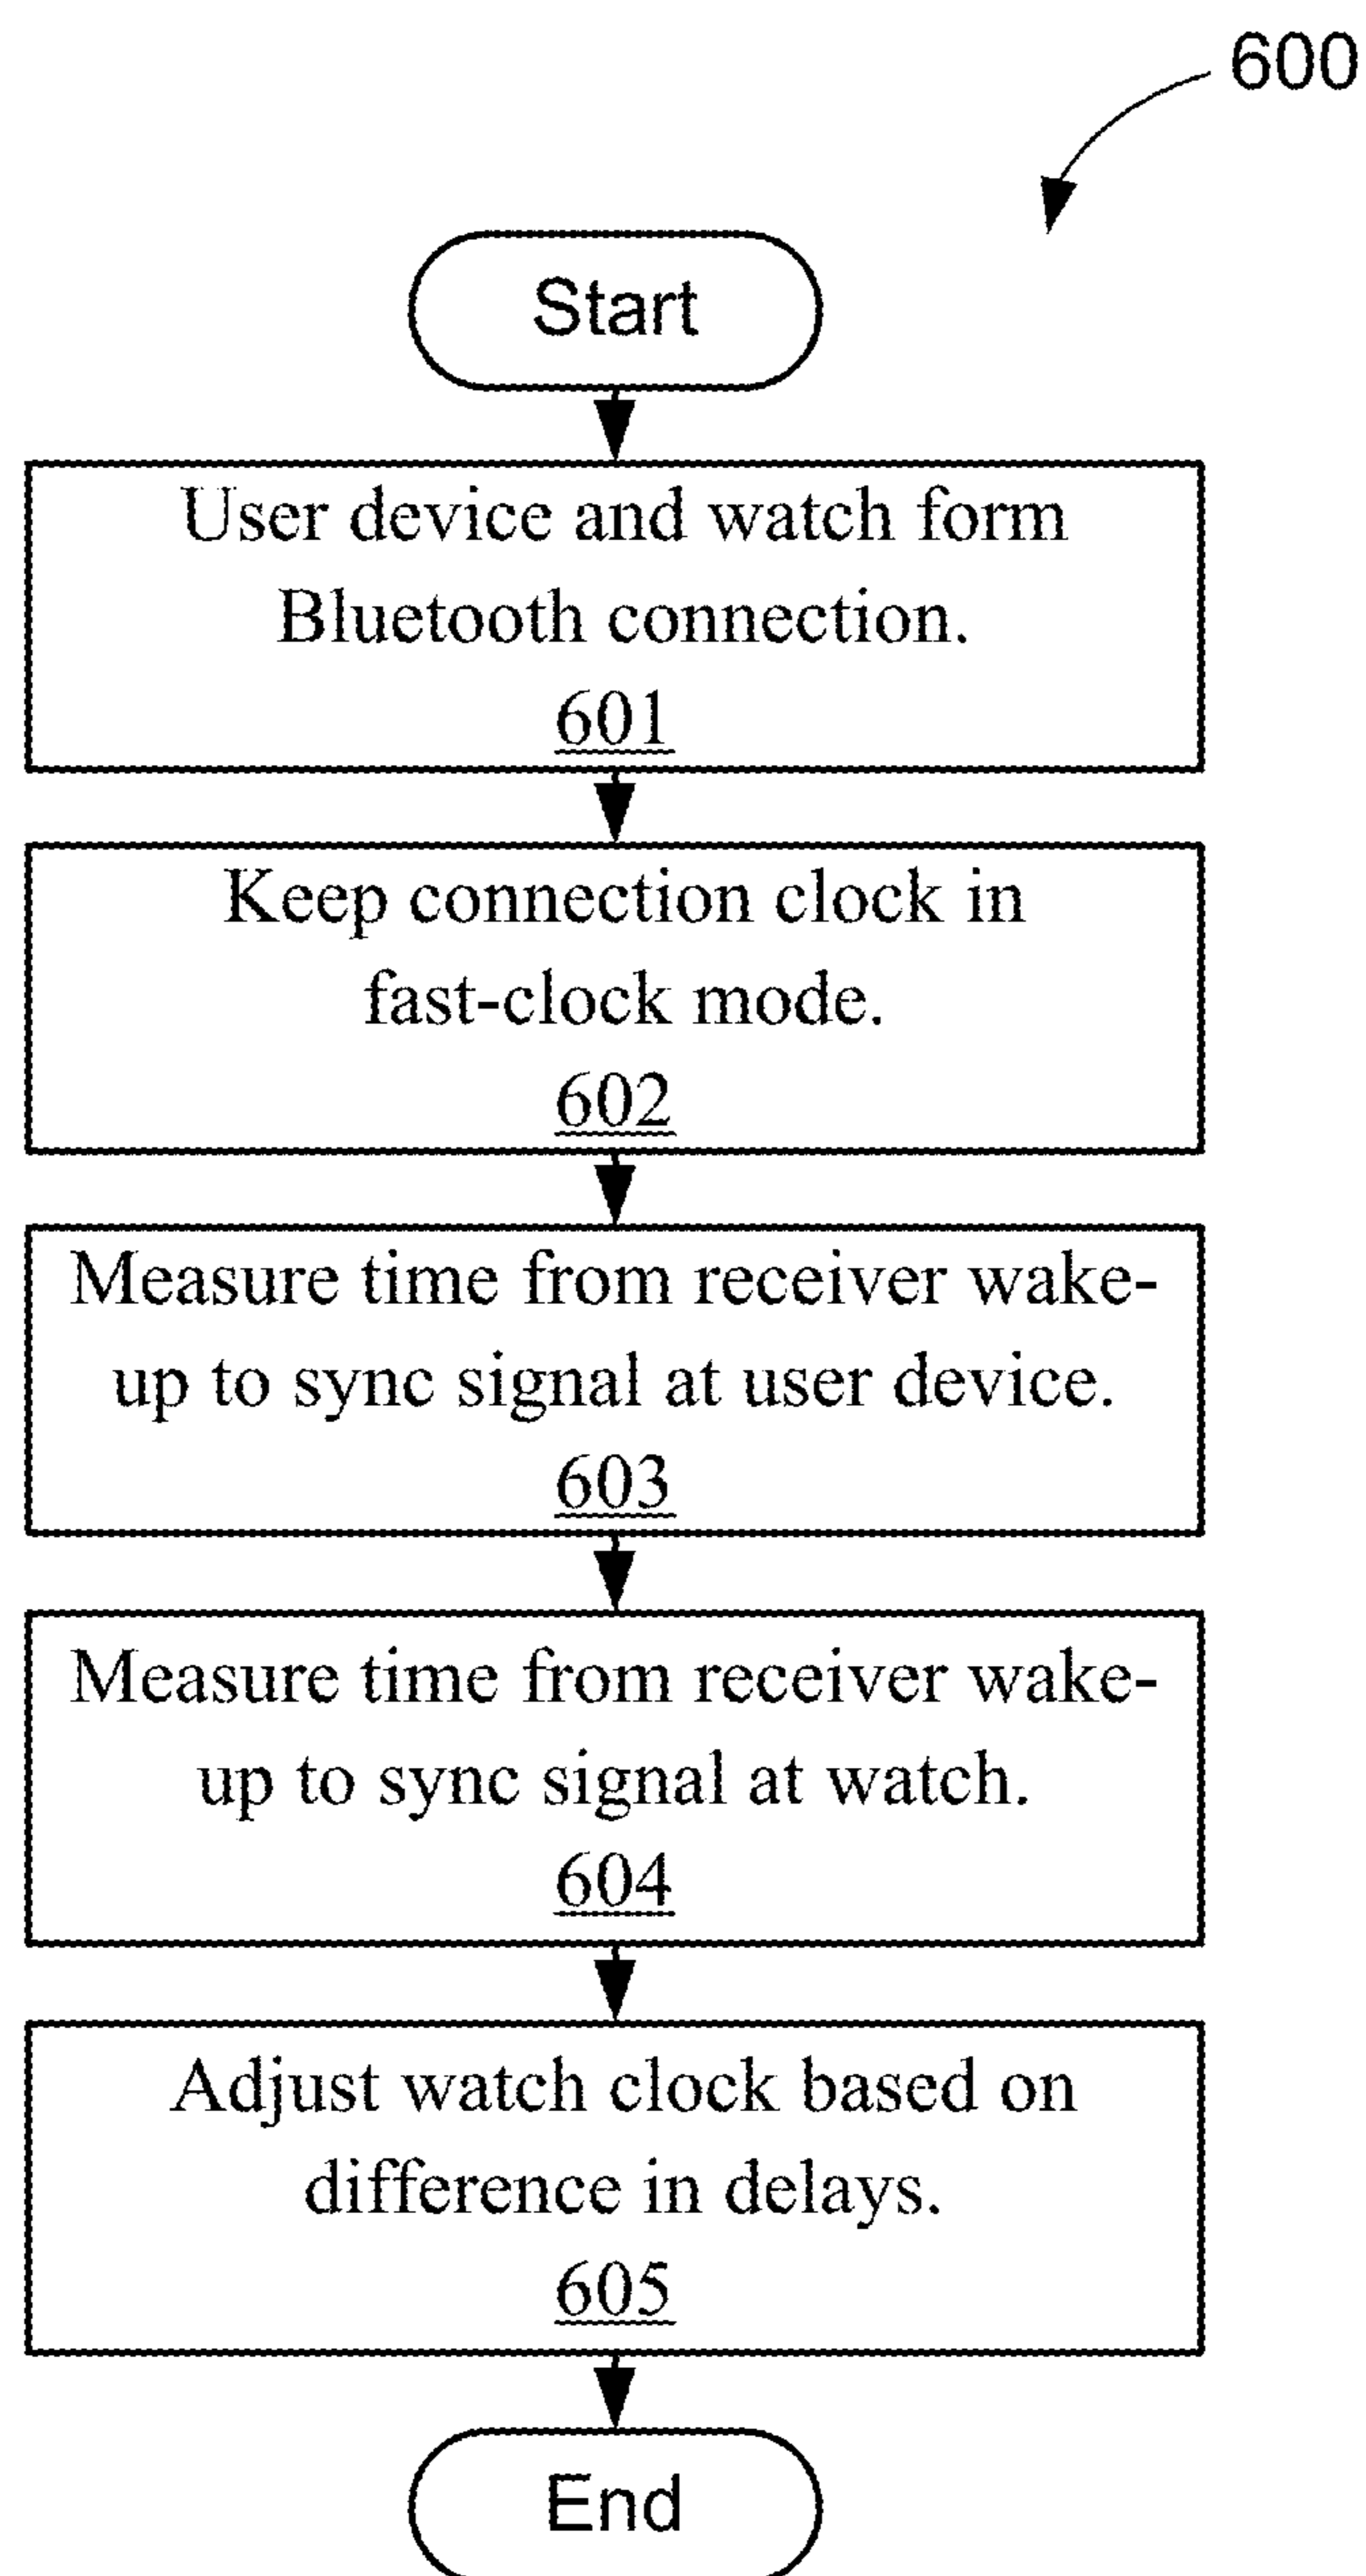 600
Start
User device and watch form
Bluetooth connection.
601
Keep connection clock in
fast-clock mode.
602
Measure time from receiver wake-
up to sync signal at user device.
603
Measure time from receiver wake-
up to sync signal at watch.
604
Adjust watch clock based on
difference in delays.
605
End